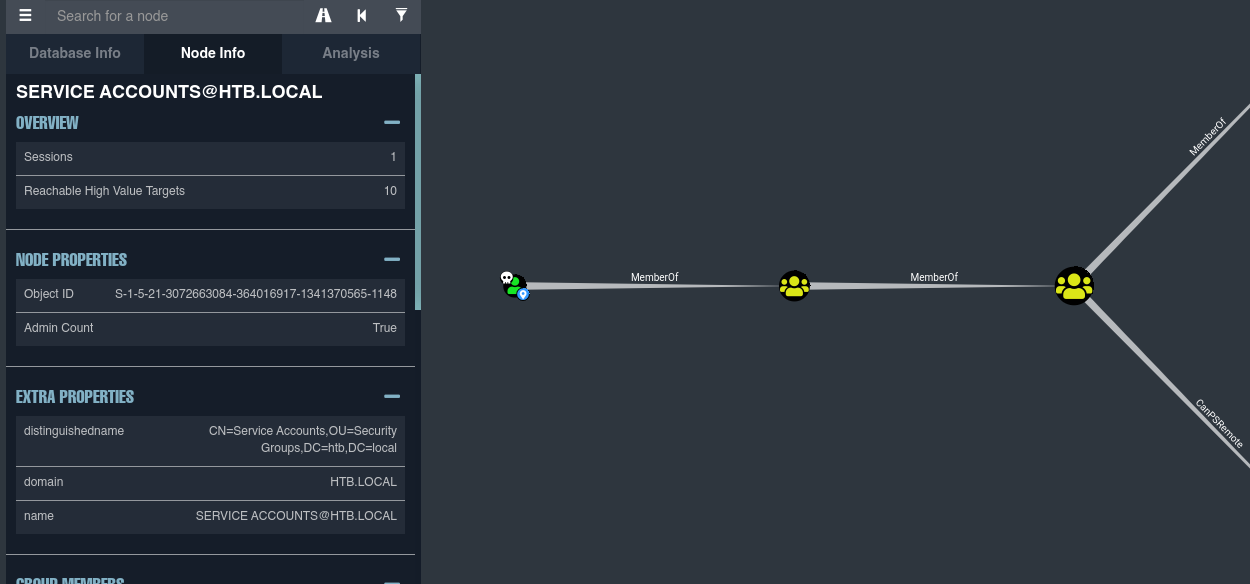 Search for a node
Database Info
Node Info
Analysis
SERVICE ACCOUNTS@HTB.LOCAL
OVERVIEW
Sessions 1
Reachable High Value Targets 10
NODE PROPERTIES
Object ID S-1-5-21-3072663084-364016917-1341370565-1148
Admin Count True
EXTRA PROPERTIES
distinguishedname CN=Service Accounts,OU=Security
Groups,DC=htb,DC=local
domain HTB.LOCAL
name SERVICE ACCOUNTS@HTB.LOCAL
GROUP MEMBERS
MemberOf
MemberOf
MemberOf
CanPSRemote